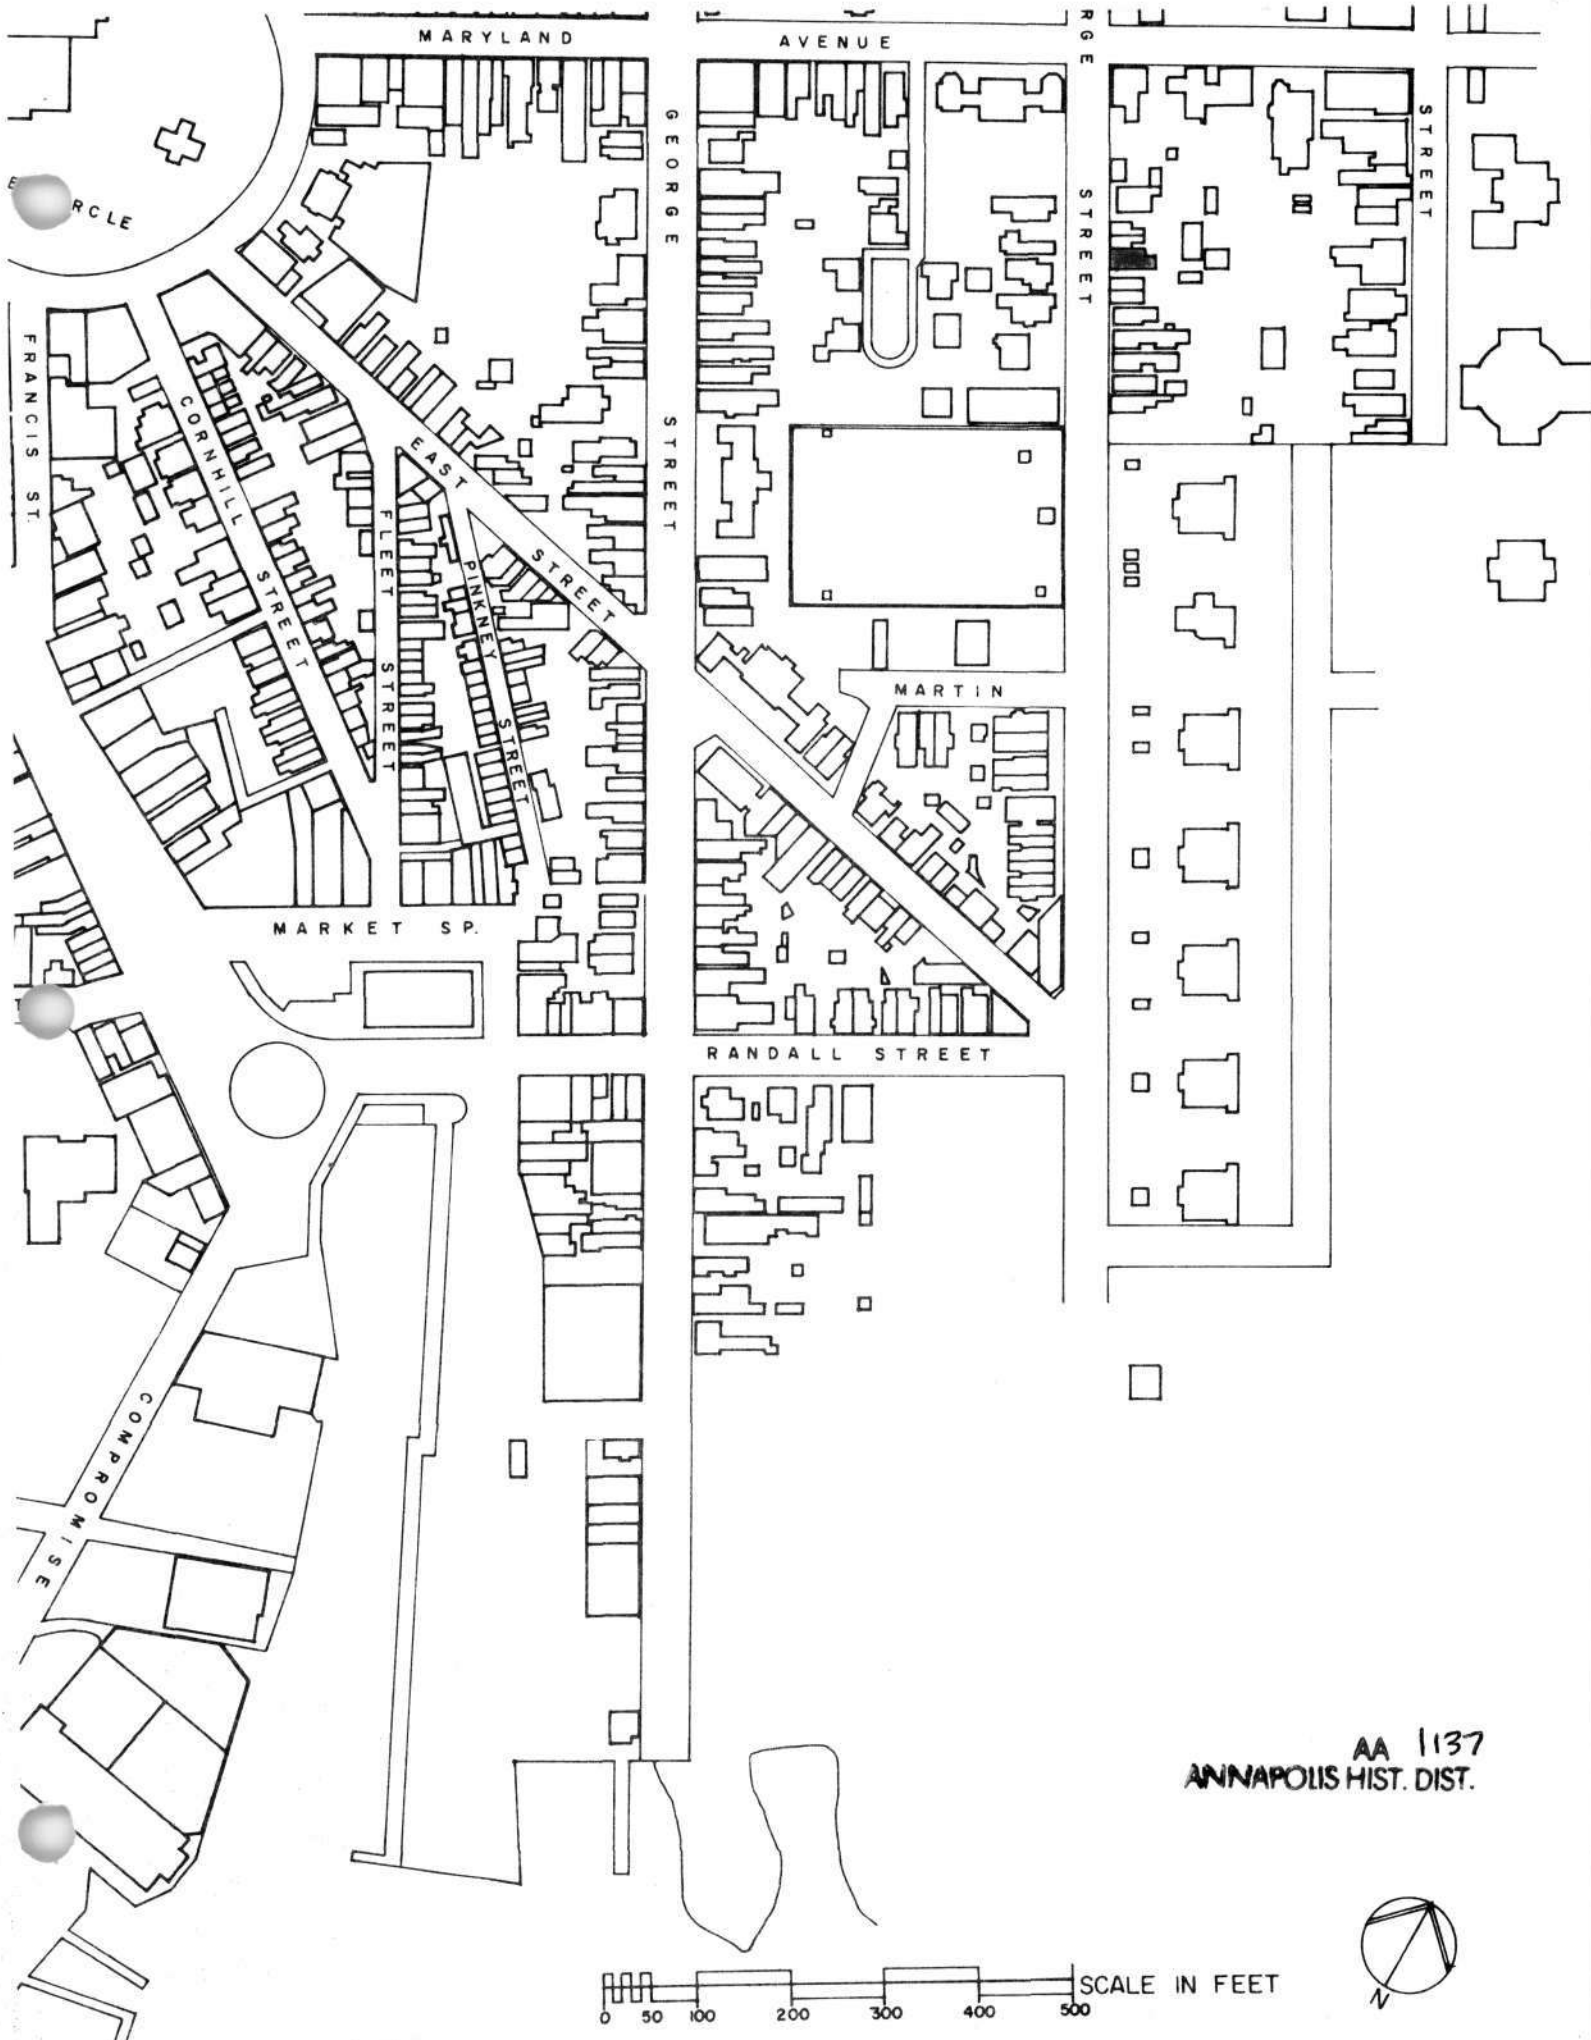 MARYLAND
AVENUE
RGE
STREET
GEORGE
STREET
STREET
RCLE
FRANCIS ST.
CORNHILL
STREET
EAST
STREET
FLEET
STREET
PINKNEY
STREET
MARTIN
MARKET SP.
RANDALL STREET
COMPROMISE
AA 1137
ANNAPOLIS HIST. DIST.
SCALE IN FEET
0 50 100 200 300 400 500
N